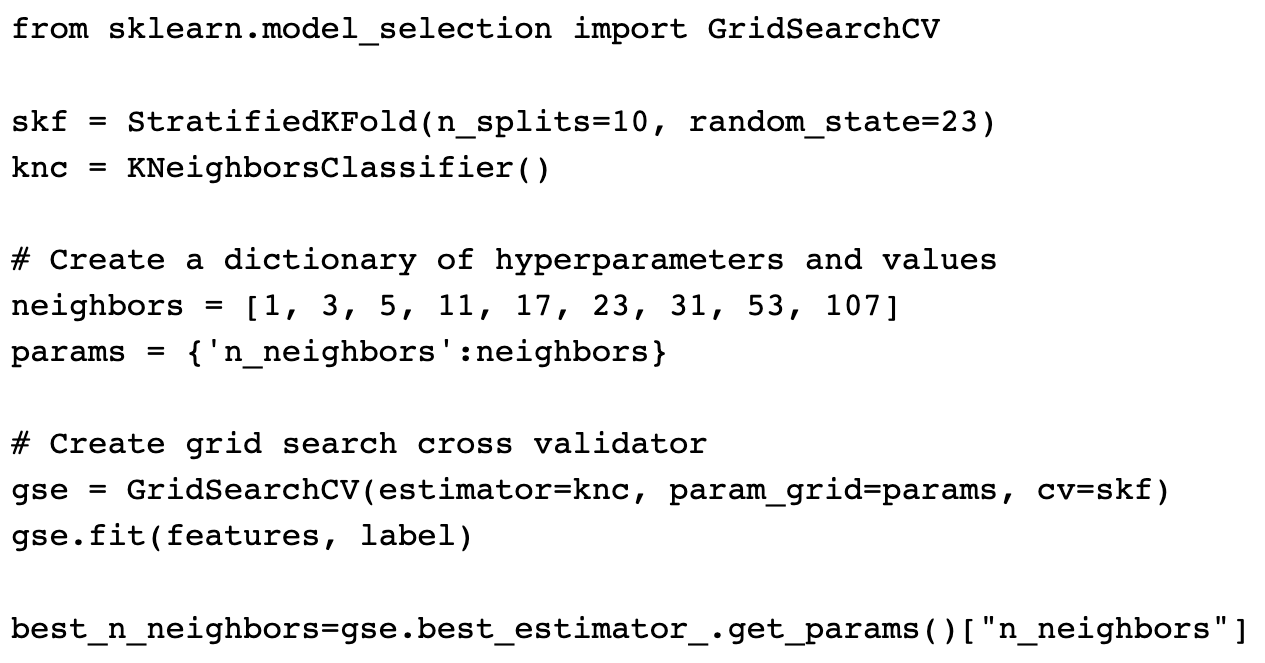 from sklearn.model_selection import GridSearchCV
skf = StratifiedKFold(n_splits=10, random_state=23)
knc = KNeighborsClassifier()
# Create a dictionary of hyperparameters and values
neighbors = [1, 3, 5, 11, 17, 23, 31, 53, 107]
params = {'n_neighbors':neighbors}
# Create grid search cross validator
gse = GridSearchCV(estimator=knc, param_grid=params, cv=skf)
gse.fit(features, label)
best_n_neighbors=gse.best_estimator_.get_params()["n_neighbors"]